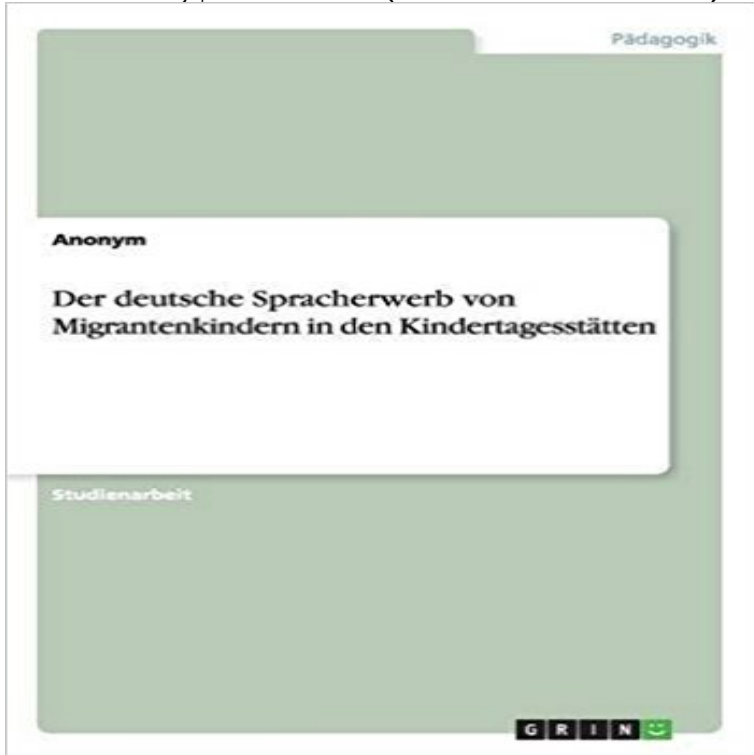 Pädagogik
Anonym
Der deutsche Spracherwerb von
Migrantenkindern in den Kindertagesstätten
Studienarbeit
GRIN